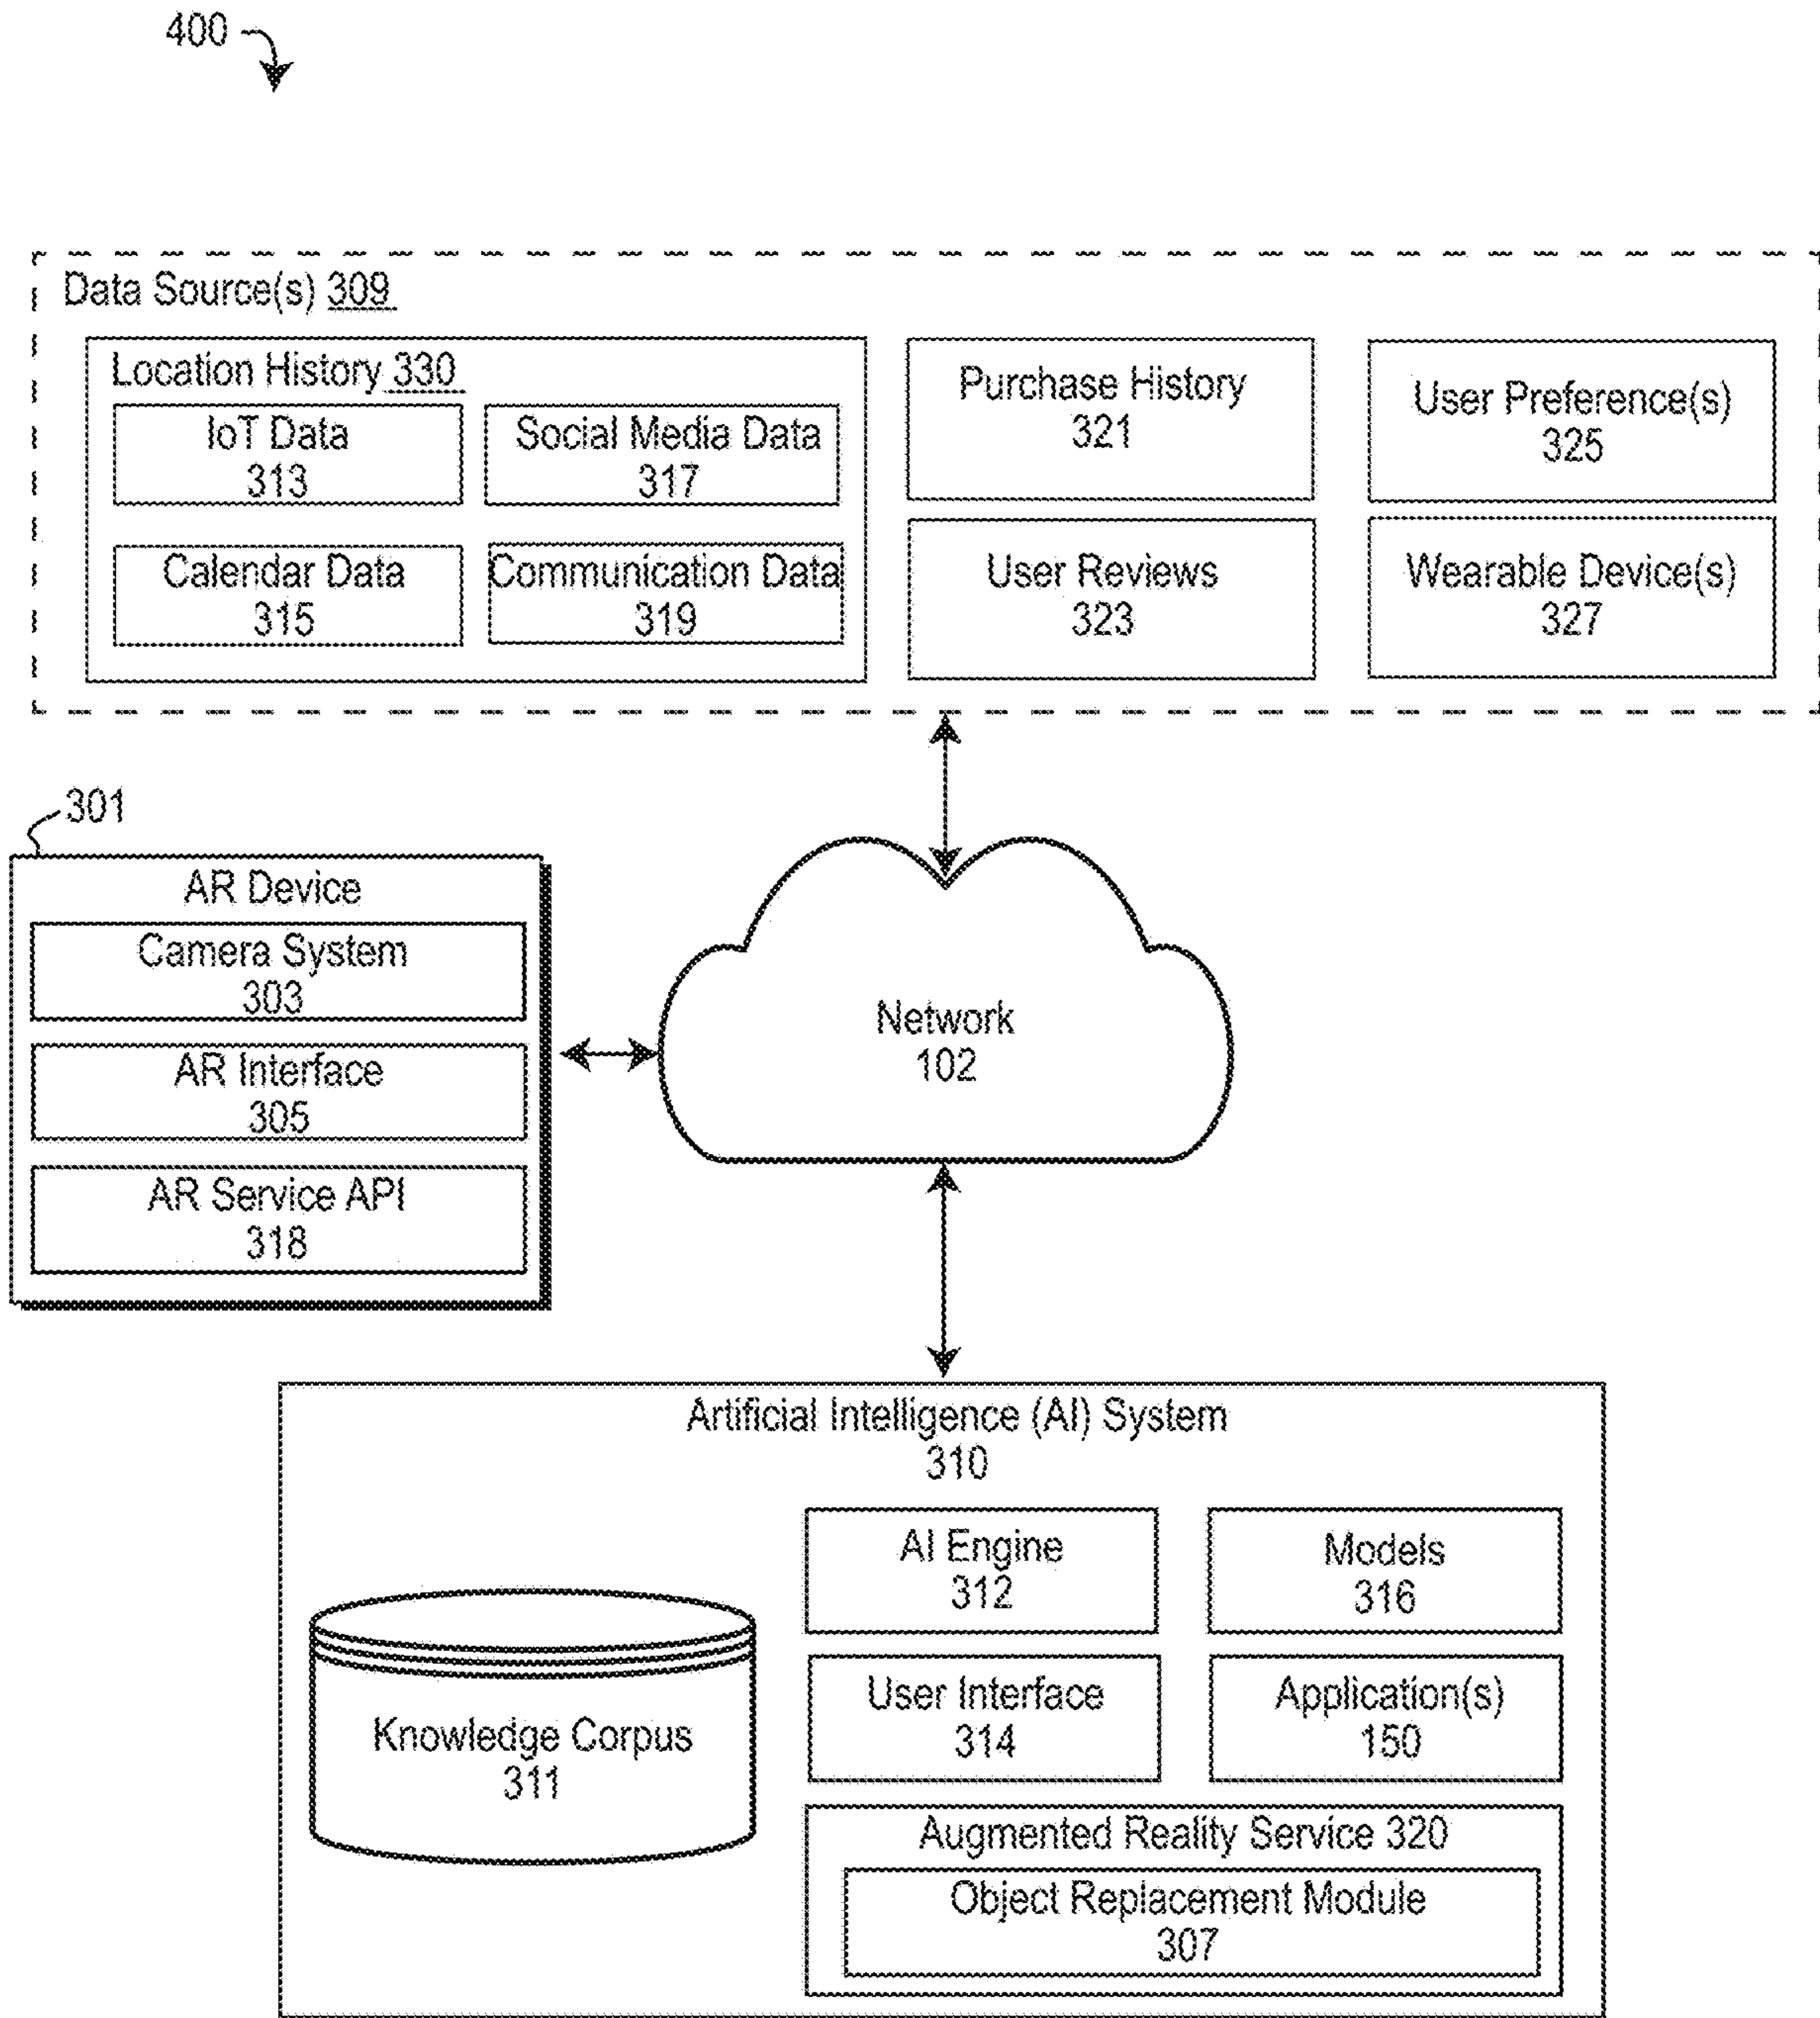 400
Data Source(s) 309
Location History 330
IoT Data
313
Social Media Data
317
Calendar Data
315
Communication Data
319
Purchase History
321
User Preference(s)
325
User Reviews
323
Wearable Device(s)
327
301
AR Device
Camera System
303
AR Interface
305
AR Service API
318
Network
102
Artificial Intelligence (AI) System
310
Knowledge Corpus
311
AI Engine
312
Models
316
User Interface
314
Application(s)
150
Augmented Reality Service 320
Object Replacement Module
307